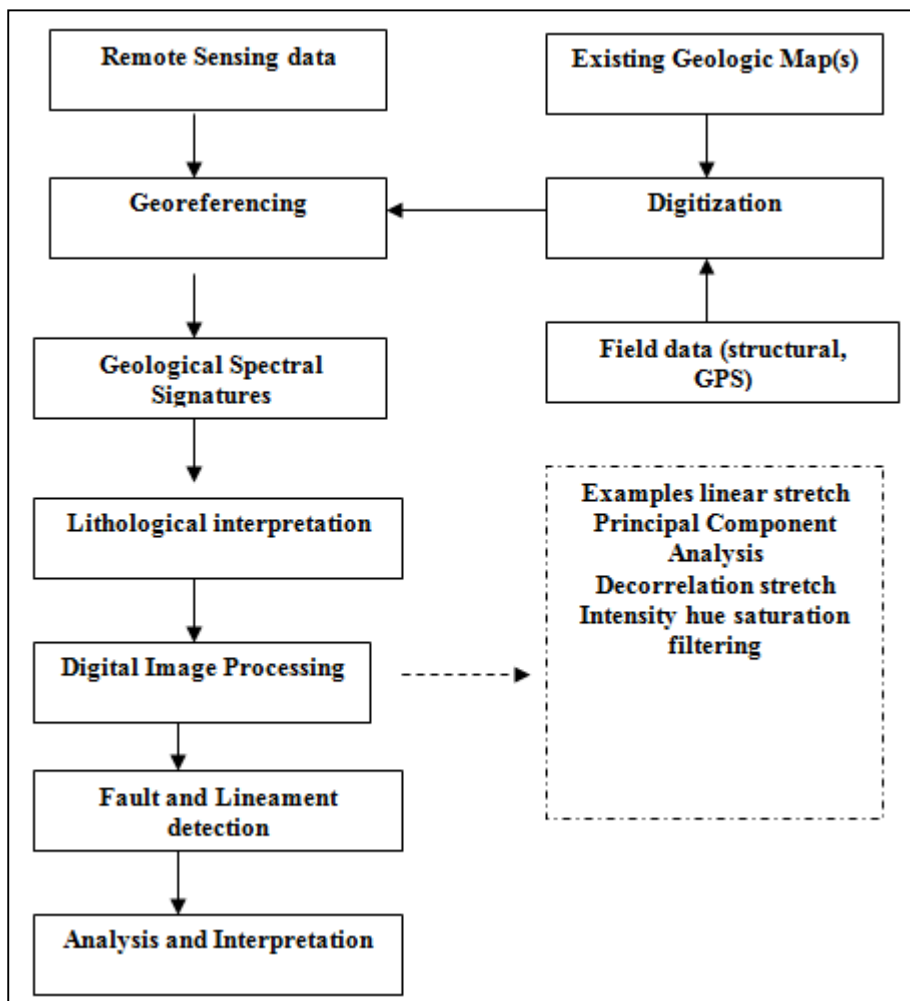 Remote Sensing data
Existing Geologic Map(s)
Georeferencing
Digitization
Geological Spectral
Signatures
Field data (structural,
GPS)
Lithological interpretation
Examples linear stretch
Principal Component
Analysis
Decorrelation stretch
Intensity hue saturation
filtering
Digital Image Processing
Fault and Lineament
detection
Analysis and Interpretation